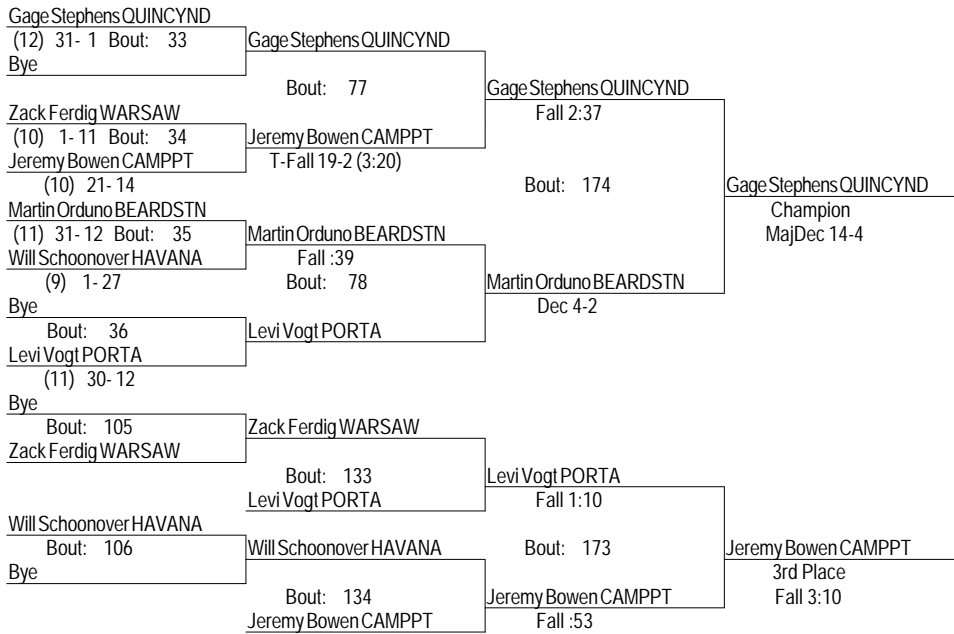 Gage Stephens QUINCYND
(12) 31- 1 Bout: 33
Gage Stephens QUINCYND
Bye
Bout: 77
Gage Stephens QUINCYND
Zack Ferdig WARSAW
Fall 2:37
(10) 1- 11 Bout: 34
Jeremy Bowen CAMPPT
Jeremy Bowen CAMPPT
T-Fall 19-2 (3:20)
(10) 21- 14
Bout: 174
Gage Stephens QUINCYND
Martin Orduno BEARDSTN
Champion
(11) 31- 12 Bout: 35
Martin Orduno BEARDSTN
MajDec 14-4
Will Schoonover HAVANA
Fall :39
(9) 1- 27
Bout: 78
Martin Orduno BEARDSTN
Bye
Dec 4-2
Bout: 36
Levi Vogt PORTA
Levi Vogt PORTA
(11) 30- 12
Bye
Bout: 105
Zack Ferdig WARSAW
Zack Ferdig WARSAW
Bout: 133
Levi Vogt PORTA
Levi Vogt PORTA
Fall 1:10
Will Schoonover HAVANA
Bout: 106
Will Schoonover HAVANA
Bout: 173
Jeremy Bowen CAMPPT
Bye
3rd Place
Bout: 134
Jeremy Bowen CAMPPT
Fall 3:10
Jeremy Bowen CAMPPT
Fall :53